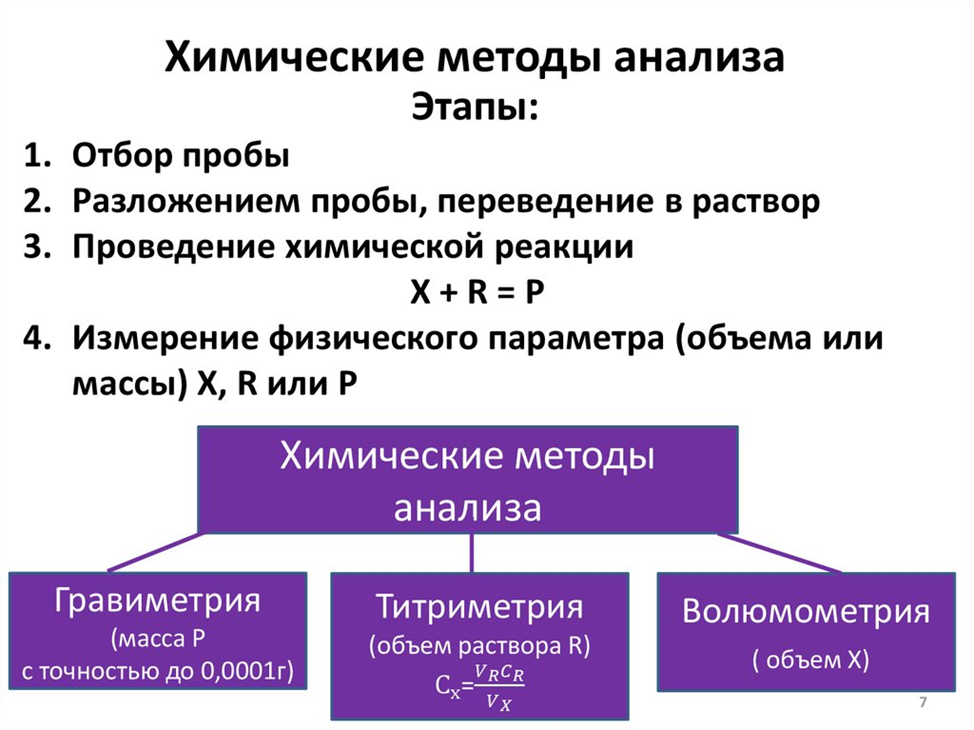 Химические методы анализа
Этапы:
1. Отбор пробы
2. Разложением пробы, переведение в раствор
3. Проведение химической реакции
X + R = P
4. Измерение физического параметра (объема или
массы) X, R или P
Химические методы
анализа
Гравиметрия
(масса Р
с точностью до 0,0001г)
Титриметрия
(объем раствора R)
Cₓ=V_R C_R / V_X
Волюмометрия
( объем X)
7